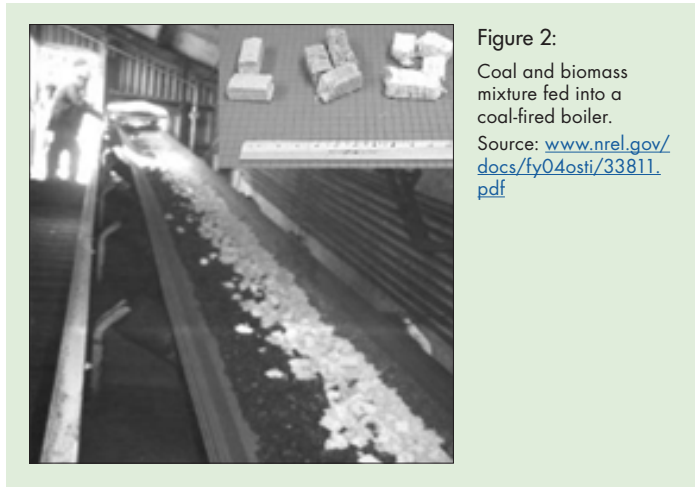 Figure 2:
Coal and biomass
mixture fed into a
coal-fired boiler.
Source: www.nrel.gov/
docs/fy04osti/33811.
pdf